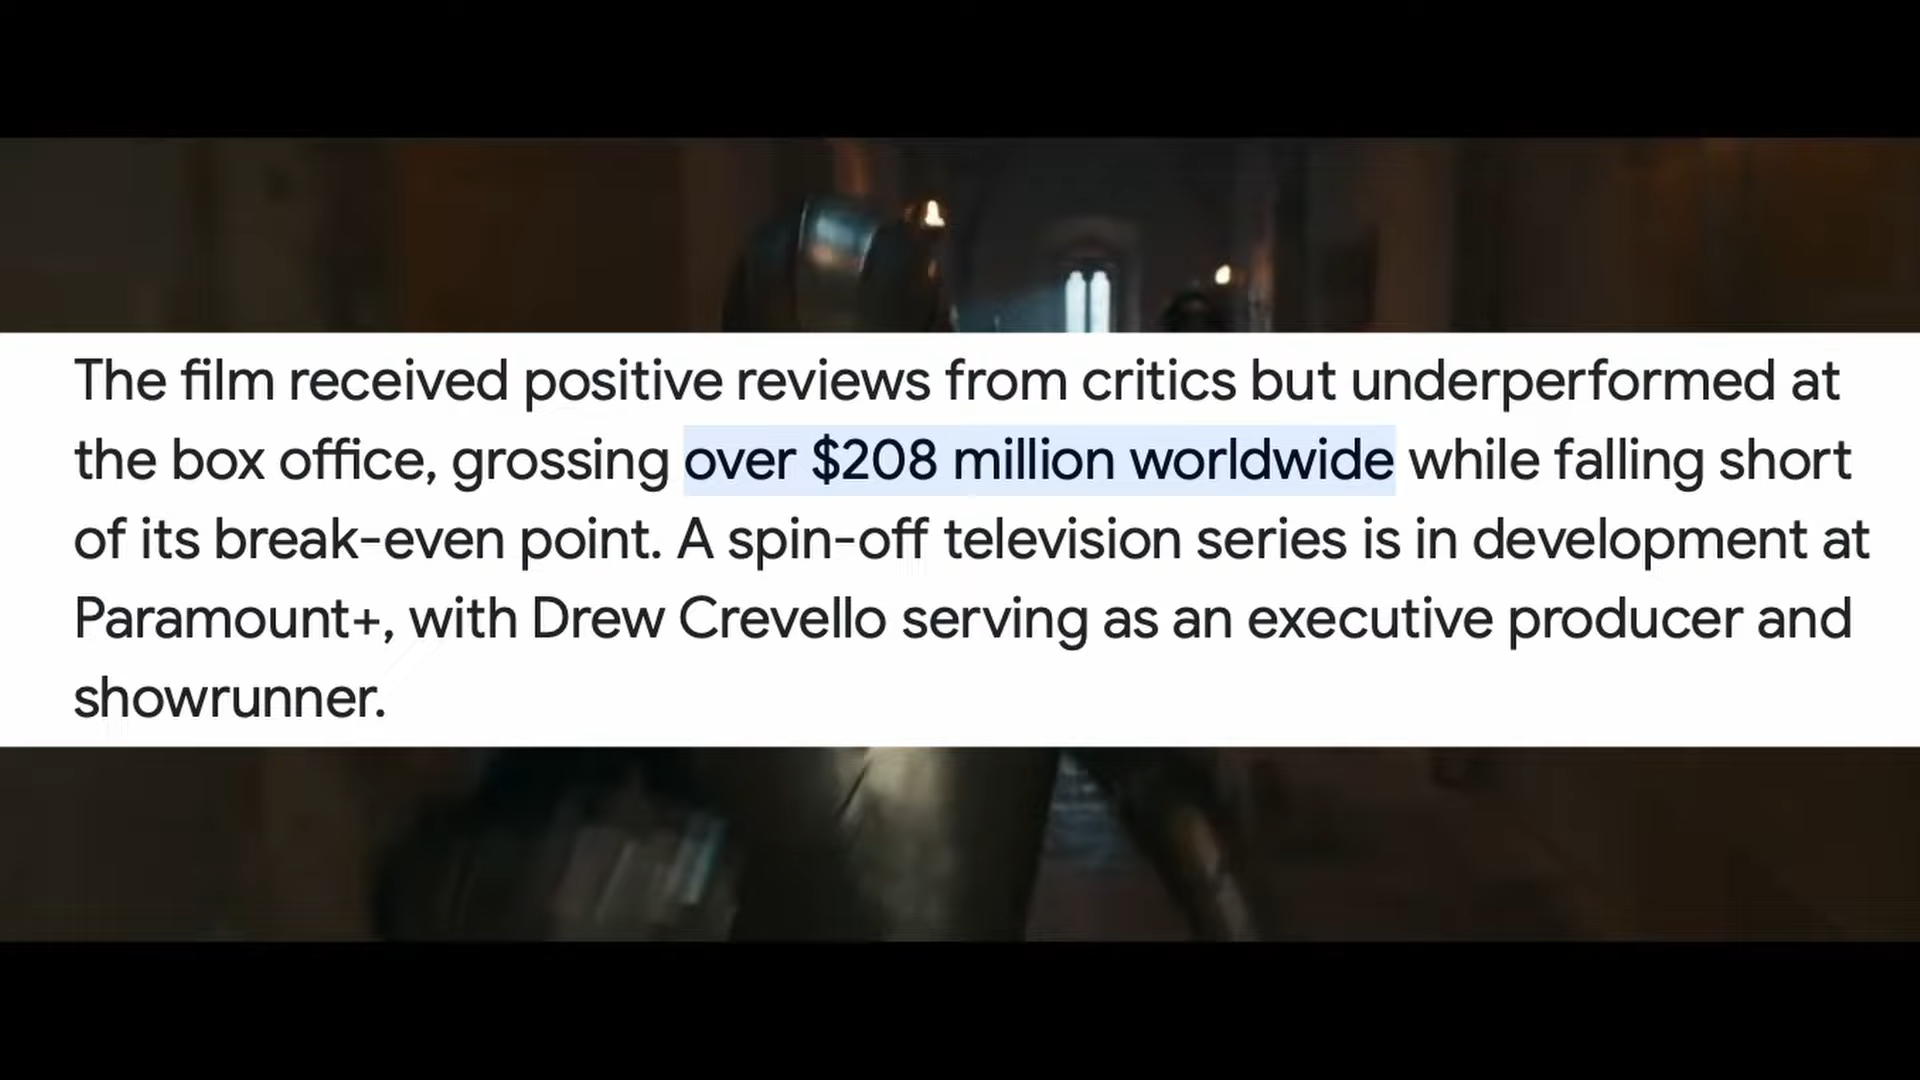 The film received positive reviews from critics but underperformed at
the box office, grossing over $208 million worldwide while falling short
of its break-even point. A spin-off television series is in development at
Paramount+, with Drew Crevello serving as an executive producer and
showrunner.